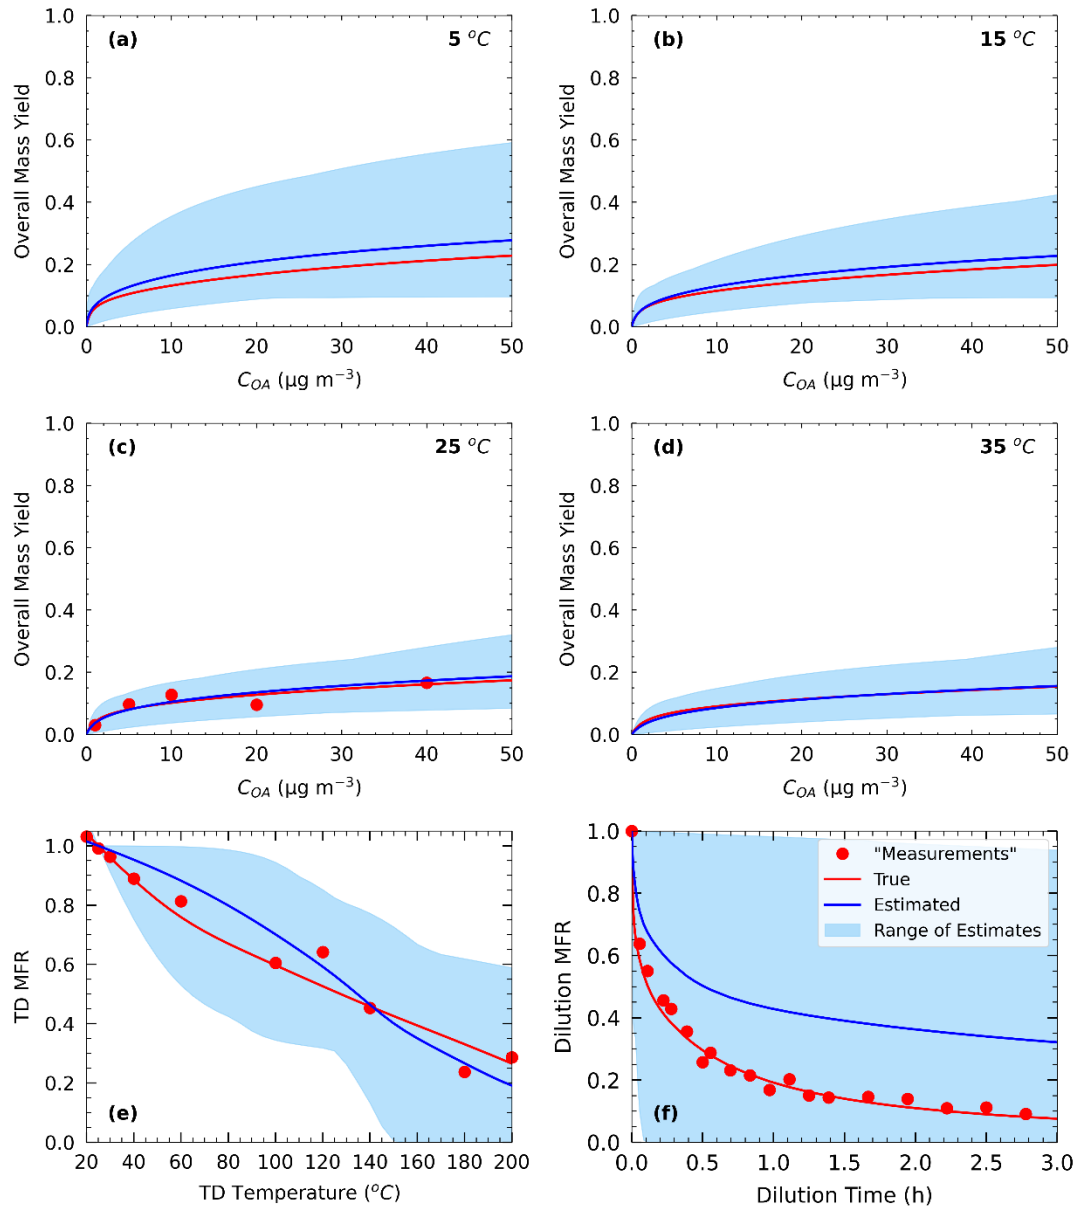 (a) 5 °C
1.0
0.8
0.6
0.4
0.2
0.0
Overall Mass Yield
0 10 20 30 40 50
C_OA (μg m⁻³)
(b) 15 °C
1.0
0.8
0.6
0.4
0.2
0.0
Overall Mass Yield
0 10 20 30 40 50
C_OA (μg m⁻³)
(c) 25 °C
1.0
0.8
0.6
0.4
0.2
0.0
Overall Mass Yield
0 10 20 30 40 50
C_OA (μg m⁻³)
(d) 35 °C
1.0
0.8
0.6
0.4
0.2
0.0
Overall Mass Yield
0 10 20 30 40 50
C_OA (μg m⁻³)
1.0
0.8
0.6
0.4
0.2
0.0
TD MFR
(e)
20 40 60 80 100 120 140 160 180 200
TD Temperature (°C)
1.0
0.8
0.6
0.4
0.2
0.0
Dilution MFR
"Measurements"
True
Estimated
Range of Estimates
(f)
0.0 0.5 1.0 1.5 2.0 2.5 3.0
Dilution Time (h)